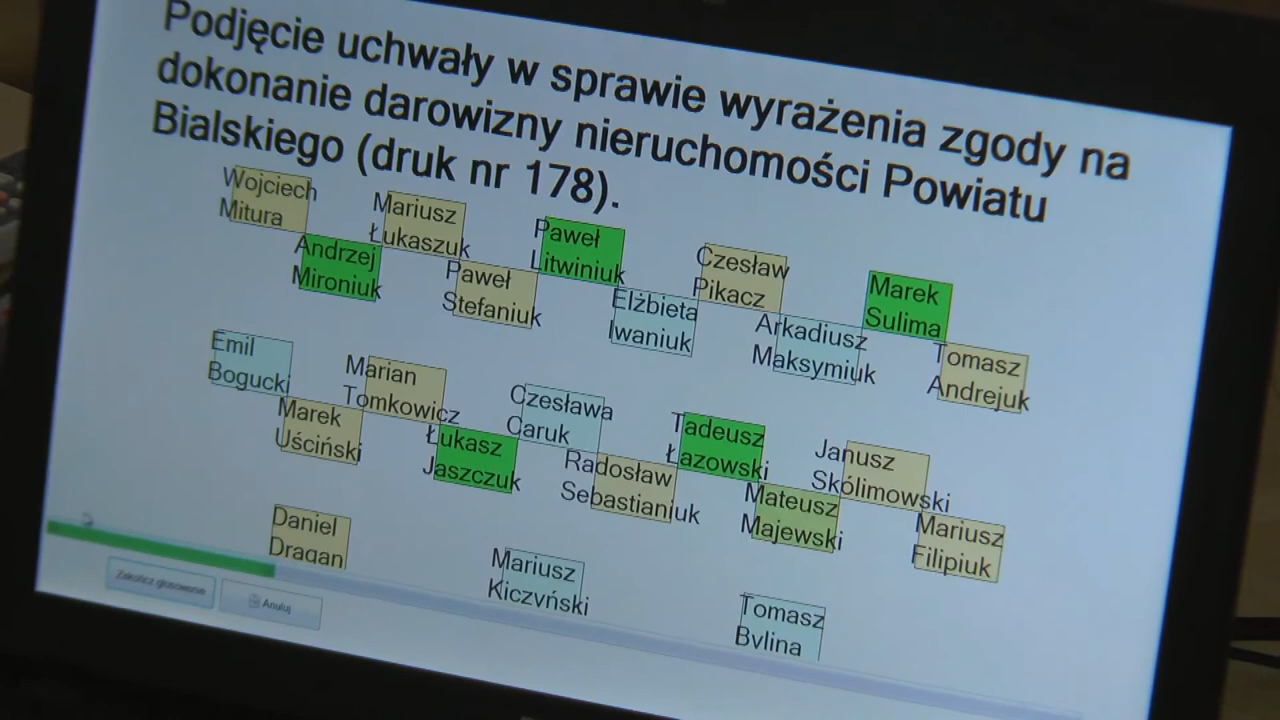 Podjęcie uchwały w sprawie wyrażenia zgody na
dokonanie darowizny nieruchomości Powiatu
Bialskiego (druk nr 178).
Wojciech
Mitura
Andrzej
Mironiuk
Mariusz
Łukaszuk
Paweł
Stefaniuk
Paweł
Litwiniuk
Elżbieta
Iwaniuk
Czesław
Pikacz
Arkadiusz
Maksymiuk
Marek
Sulima
Tomasz
Andrejuk
Emil
Bogucki
Marek
Uściński
Marian
Tomkowicz
Łukasz
Jaszczuk
Czesława
Caruk
Radosław
Sebastianiuk
Tadeusz
Łazowski
Mateusz
Majewski
Janusz
Skólimowski
Mariusz
Filipiuk
Daniel
Dragan
Mariusz
Kiczyński
Tomasz
Bylina
Zakończ głosowanie
Anuluj